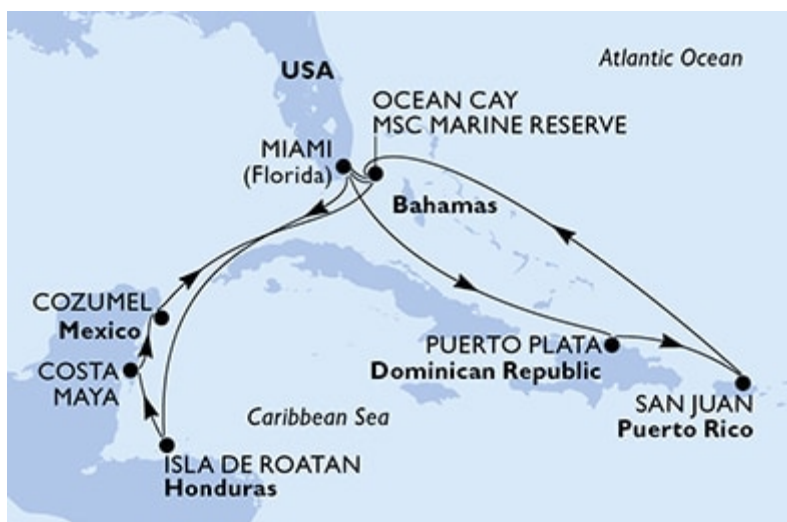 Atlantic Ocean
USA
OCEAN CAY
MSC MARINE RESERVE
MIAMI
(Florida)
Bahamas
COZUMEL
Mexico
COSTA
MAYA
PUERTO PLATA
Dominican Republic
SAN JUAN
Puerto Rico
Caribbean Sea
ISLA DE ROATAN
Honduras